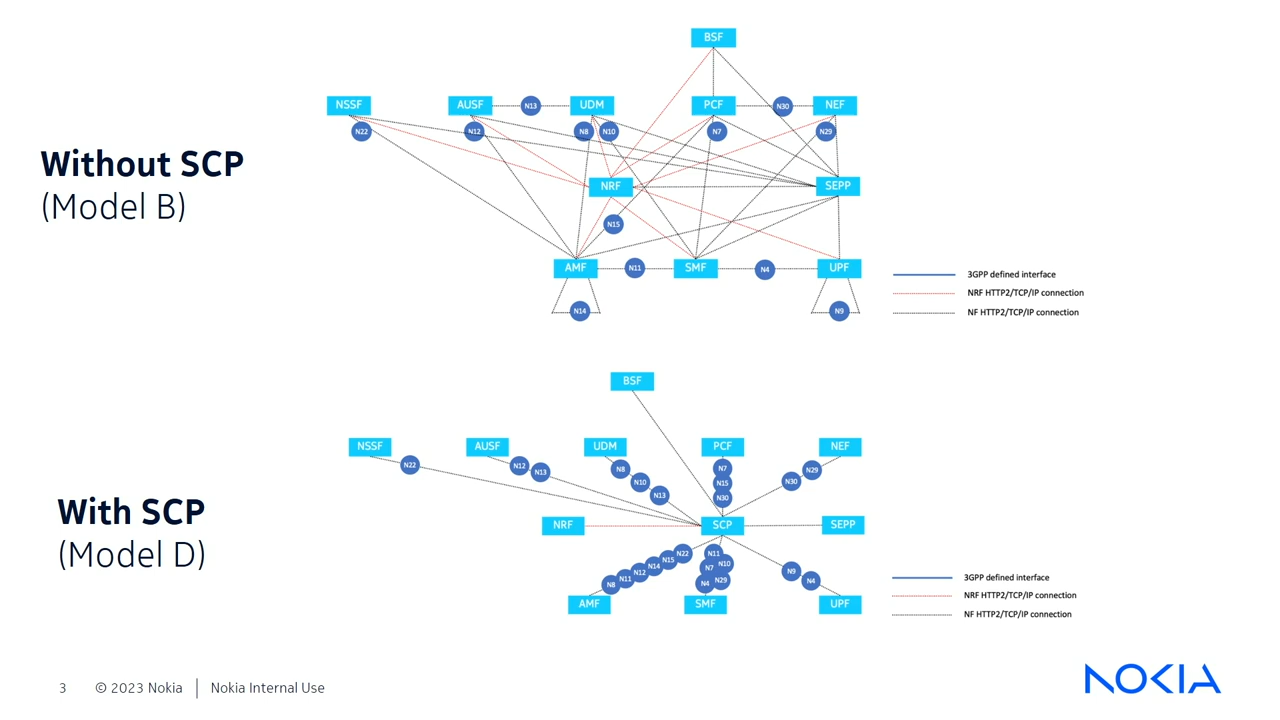 BSF
NSSF AUSF N13 UDM PCF N30 NEF
N22 N12 N8 N10 N7 N29
Without SCP
(Model B)
NRF SEPP
N15
AMF N11 SMF N4 UPF
N14 N9
3GPP defined interface
NRF HTTP2/TCP/IP connection
NF HTTP2/TCP/IP connection
BSF
NSSF AUSF UDM PCF NEF
N22 N12 N13 N8 N10 N13 N7 N15 N30 N30 N29
With SCP
(Model D)
NRF SCP SEPP
N8 N11 N12 N14 N15 N22 N11 N10 N7 N4 N29 N9 N4
AMF SMF UPF
3GPP defined interface
NRF HTTP2/TCP/IP connection
NF HTTP2/TCP/IP connection
3 © 2023 Nokia Nokia Internal Use
NOKIA